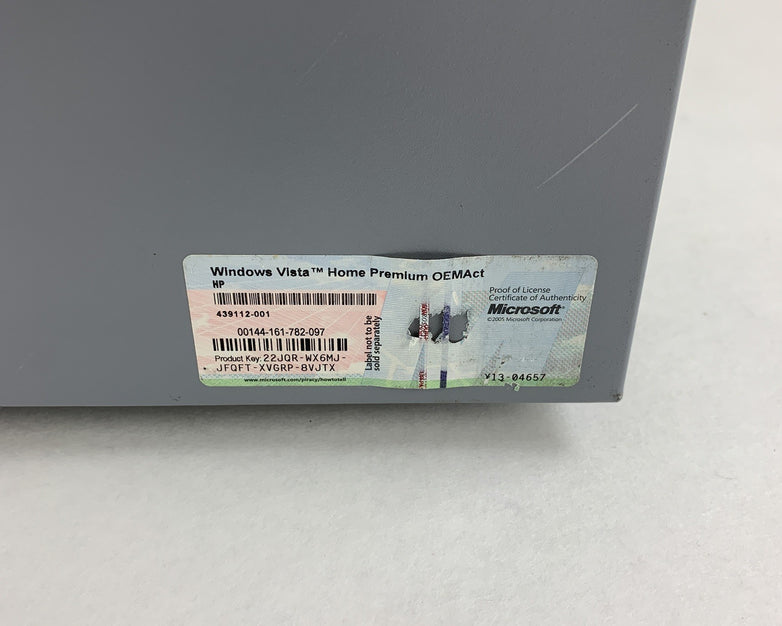 Windows Vista™ Home Premium OEMAct
HP
439112-001
00144-161-782-097
Product Key: 22JQR-WX6MJ-
JFQFT-XVGRP-8VJTX
www.microsoft.com/piracy/howtotell
Label not to be
sold separately
Proof of License
Certificate of Authenticity
Microsoft®
©2005 Microsoft Corporation
X13-04657